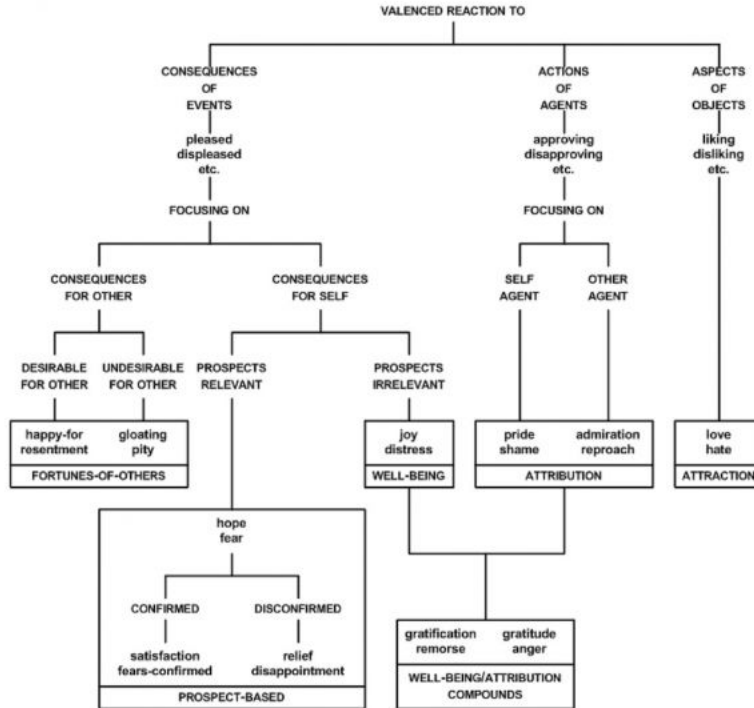 VALENCED REACTION TO
CONSEQUENCES
OF
EVENTS
pleased
displeased
etc.
FOCUSING ON
ACTIONS
OF
AGENTS
approving
disapproving
etc.
FOCUSING ON
ASPECTS
OF
OBJECTS
liking
disliking
etc.
CONSEQUENCES
FOR OTHER
CONSEQUENCES
FOR SELF
SELF
AGENT
OTHER
AGENT
DESIRABLE
FOR OTHER
UNDESIRABLE
FOR OTHER
PROSPECTS
RELEVANT
PROSPECTS
IRRELEVANT
happy-for
resentment
gloating
pity
FORTUNES-OF-OTHERS
joy
distress
WELL-BEING
pride
shame
admiration
reproach
ATTRIBUTION
love
hate
ATTRACTION
hope
fear
CONFIRMED
DISCONFIRMED
satisfaction
fears-confirmed
relief
disappointment
PROSPECT-BASED
gratification
remorse
gratitude
anger
WELL-BEING/ATTRIBUTION
COMPOUNDS